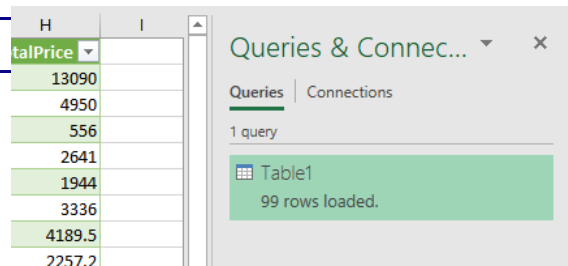 H I
talPrice
13090
4950
556
2641
1944
3336
4189.5
2257.2
Queries & Connec...
Queries Connections
1 query
Table1
99 rows loaded.